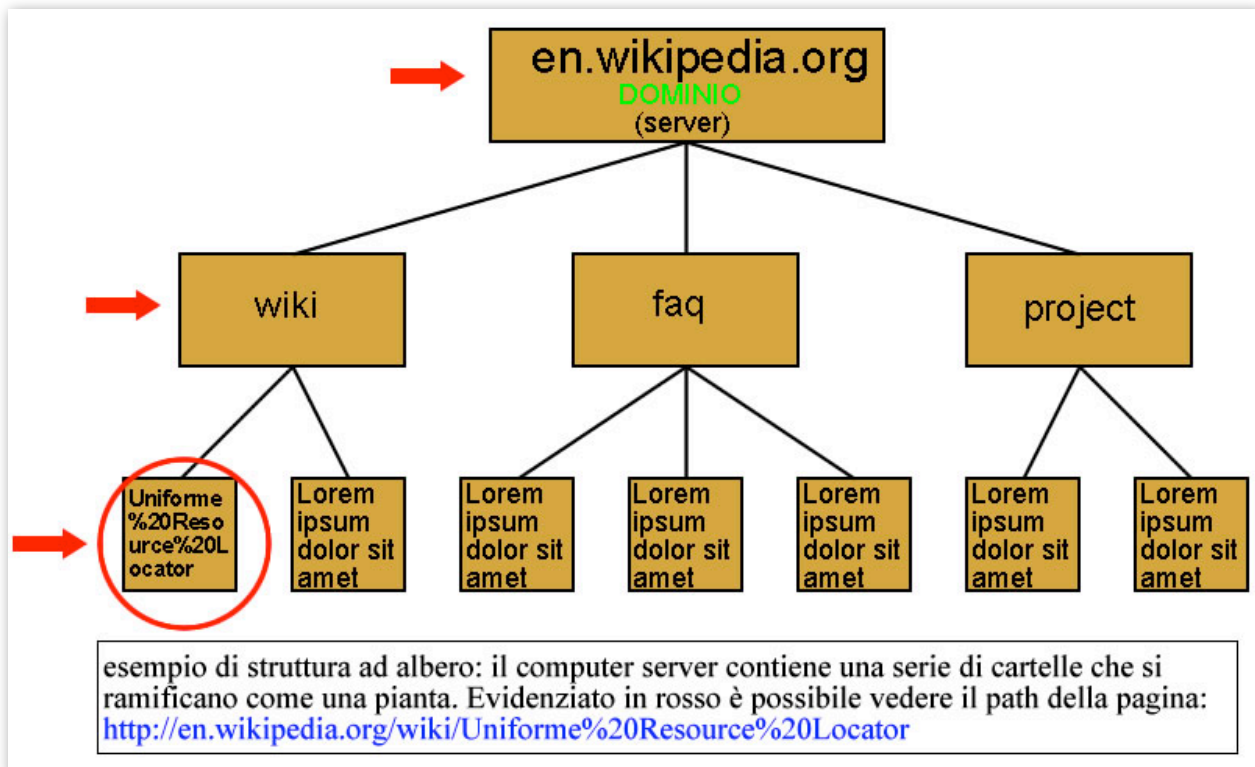 en.wikipedia.org
DOMINIO
(server)
wiki
faq
project
Uniforme
%20Reso
urce%20L
ocator
Lorem
ipsum
dolor sit
amet
Lorem
ipsum
dolor sit
amet
Lorem
ipsum
dolor sit
amet
Lorem
ipsum
dolor sit
amet
Lorem
ipsum
dolor sit
amet
Lorem
ipsum
dolor sit
amet
esempio di struttura ad albero: il computer server contiene una serie di cartelle che si
ramificano come una pianta. Evidenziato in rosso è possibile vedere il path della pagina:
http://en.wikipedia.org/wiki/Uniforme%20Resource%20Locator